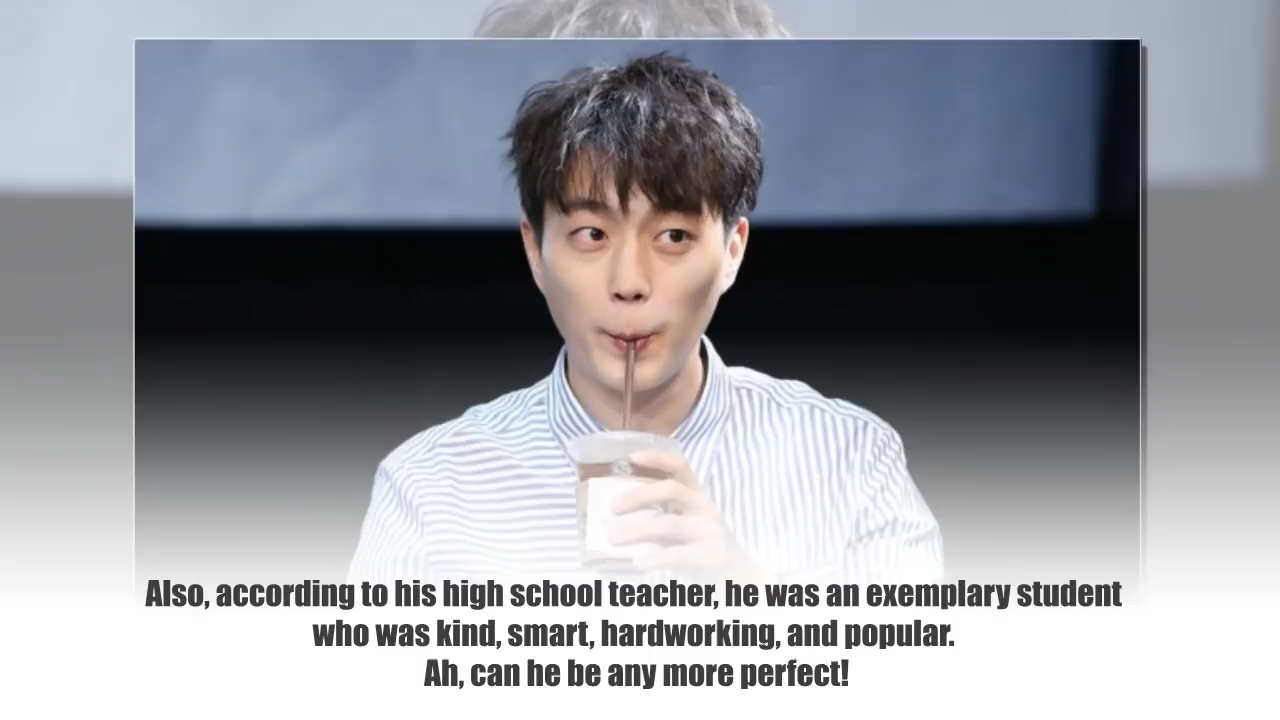 Also, according to his high school teacher, he was an exemplary student
who was kind, smart, hardworking, and popular.
Ah, can he be any more perfect!